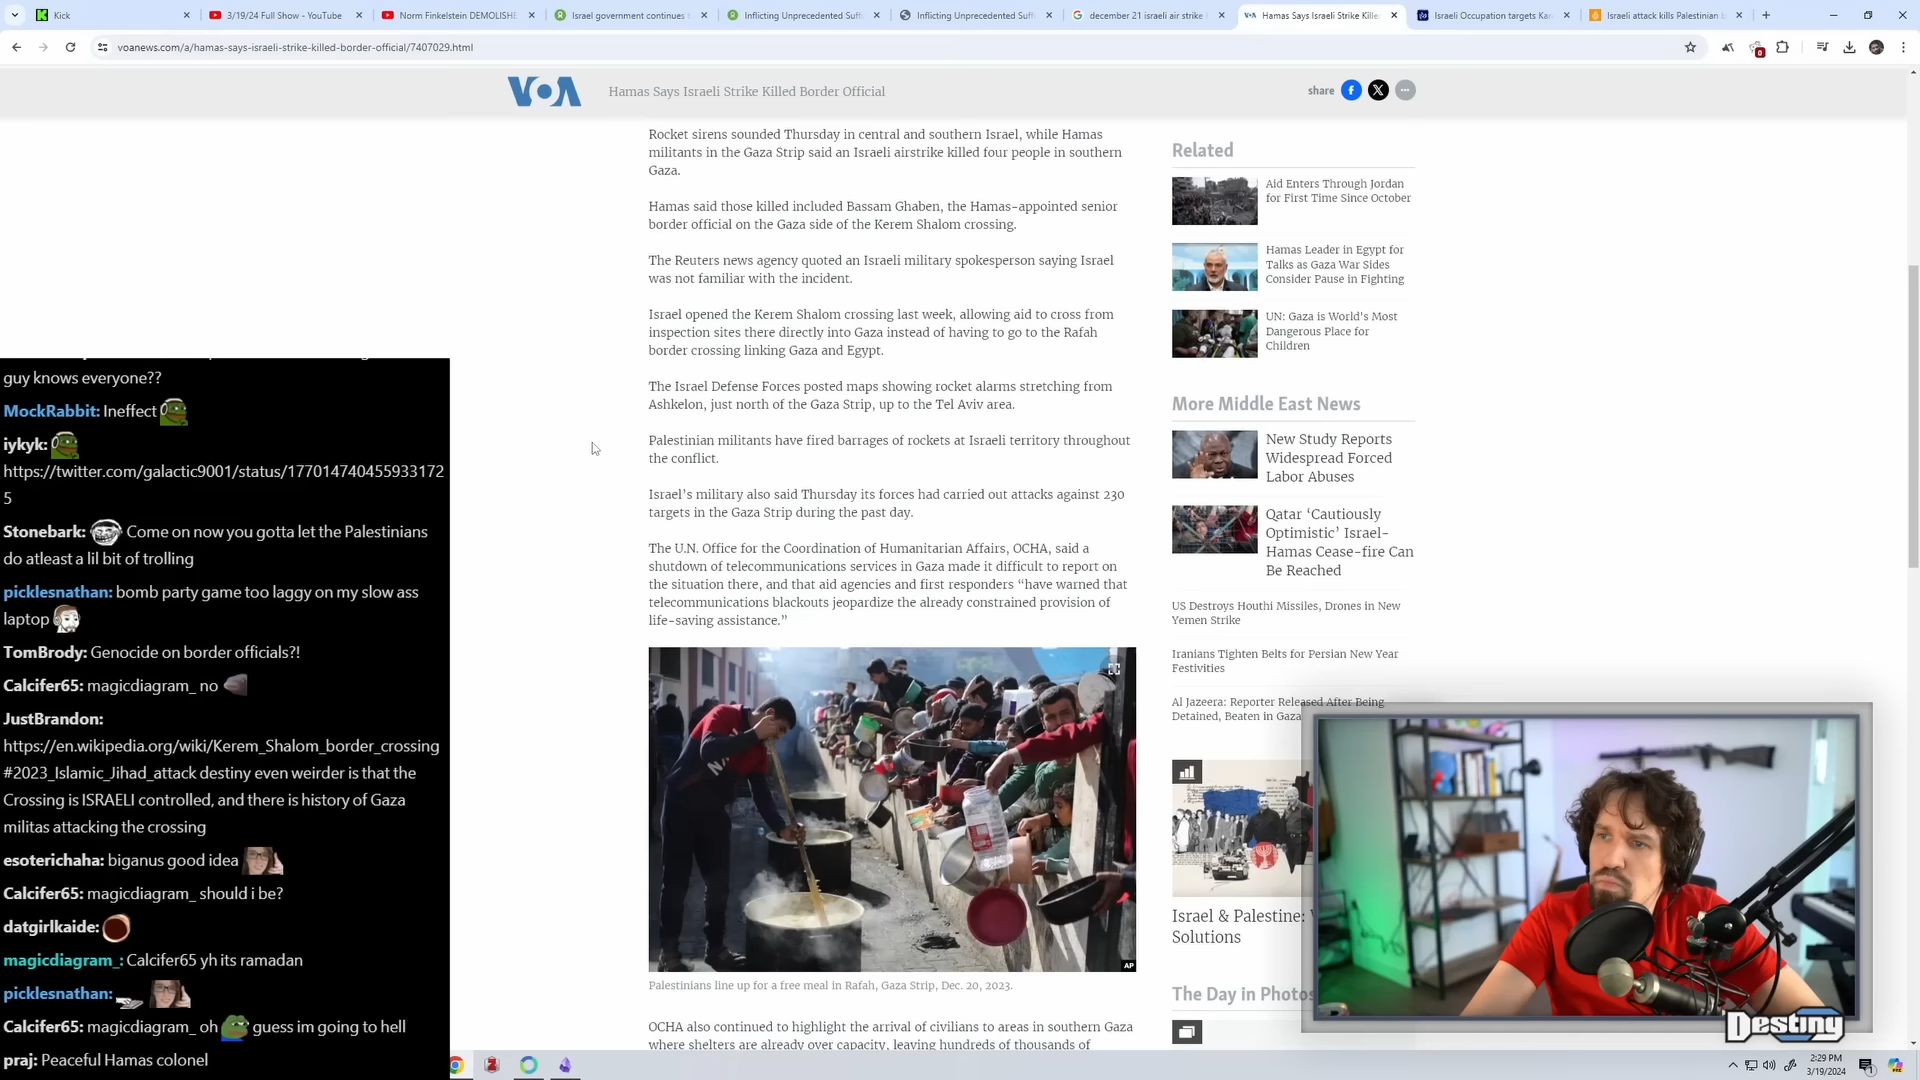 Kick
3/19/24 Full Show - YouTube
Norm Finkelstein DEMOLISHE
Israel government continues
Inflicting Unprecedented Suff
Inflicting Unprecedented Suff
december 21 israeli air strike
Hamas Says Israeli Strike Kille
Israeli Occupation targets Kar
Israeli attack kills Palestinian b
voanews.com/a/hamas-says-israeli-strike-killed-border-official/7407029.html
0
VOA
Hamas Says Israeli Strike Killed Border Official
share
Rocket sirens sounded Thursday in central and southern Israel, while Hamas
militants in the Gaza Strip said an Israeli airstrike killed four people in southern
Gaza.
Hamas said those killed included Bassam Ghaben, the Hamas-appointed senior
border official on the Gaza side of the Kerem Shalom crossing.
The Reuters news agency quoted an Israeli military spokesperson saying Israel
was not familiar with the incident.
Israel opened the Kerem Shalom crossing last week, allowing aid to cross from
inspection sites there directly into Gaza instead of having to go to the Rafah
border crossing linking Gaza and Egypt.
The Israel Defense Forces posted maps showing rocket alarms stretching from
Ashkelon, just north of the Gaza Strip, up to the Tel Aviv area.
Palestinian militants have fired barrages of rockets at Israeli territory throughout
the conflict.
Israel's military also said Thursday its forces had carried out attacks against 230
targets in the Gaza Strip during the past day.
The U.N. Office for the Coordination of Humanitarian Affairs, OCHA, said a
shutdown of telecommunications services in Gaza made it difficult to report on
the situation there, and that aid agencies and first responders “have warned that
telecommunications blackouts jeopardize the already constrained provision of
life-saving assistance.”
AP
Palestinians line up for a free meal in Rafah, Gaza Strip, Dec. 20, 2023.
OCHA also continued to highlight the arrival of civilians to areas in southern Gaza
where shelters are already over capacity, leaving hundreds of thousands of
Related
Aid Enters Through Jordan
for First Time Since October
Hamas Leader in Egypt for
Talks as Gaza War Sides
Consider Pause in Fighting
UN: Gaza is World's Most
Dangerous Place for
Children
More Middle East News
New Study Reports
Widespread Forced
Labor Abuses
Qatar ‘Cautiously
Optimistic’ Israel-
Hamas Cease-fire Can
Be Reached
US Destroys Houthi Missiles, Drones in New
Yemen Strike
Iranians Tighten Belts for Persian New Year
Festivities
Al Jazeera: Reporter Released After Being
Detained, Beaten in Gaza
Israel & Palestine:
Solutions
The Day in Photos
guy knows everyone??
MockRabbit: Ineffect
iykyk:
https://twitter.com/galactic9001/status/177014740455933172
5
Stonebark: Come on now you gotta let the Palestinians
do atleast a lil bit of trolling
picklesnathan: bomb party game too laggy on my slow ass
laptop
TomBrody: Genocide on border officials?!
Calcifer65: magicdiagram_ no
JustBrandon:
https://en.wikipedia.org/wiki/Kerem_Shalom_border_crossing
#2023_Islamic_Jihad_attack destiny even weirder is that the
Crossing is ISRAELI controlled, and there is history of Gaza
militas attacking the crossing
esoterichaha: biganus good idea
Calcifer65: magicdiagram_ should i be?
datgirlkaide:
magicdiagram_: Calcifer65 yh its ramadan
picklesnathan:
Calcifer65: magicdiagram_ oh guess im going to hell
praj: Peaceful Hamas colonel
Destiny
2:29 PM
3/19/2024